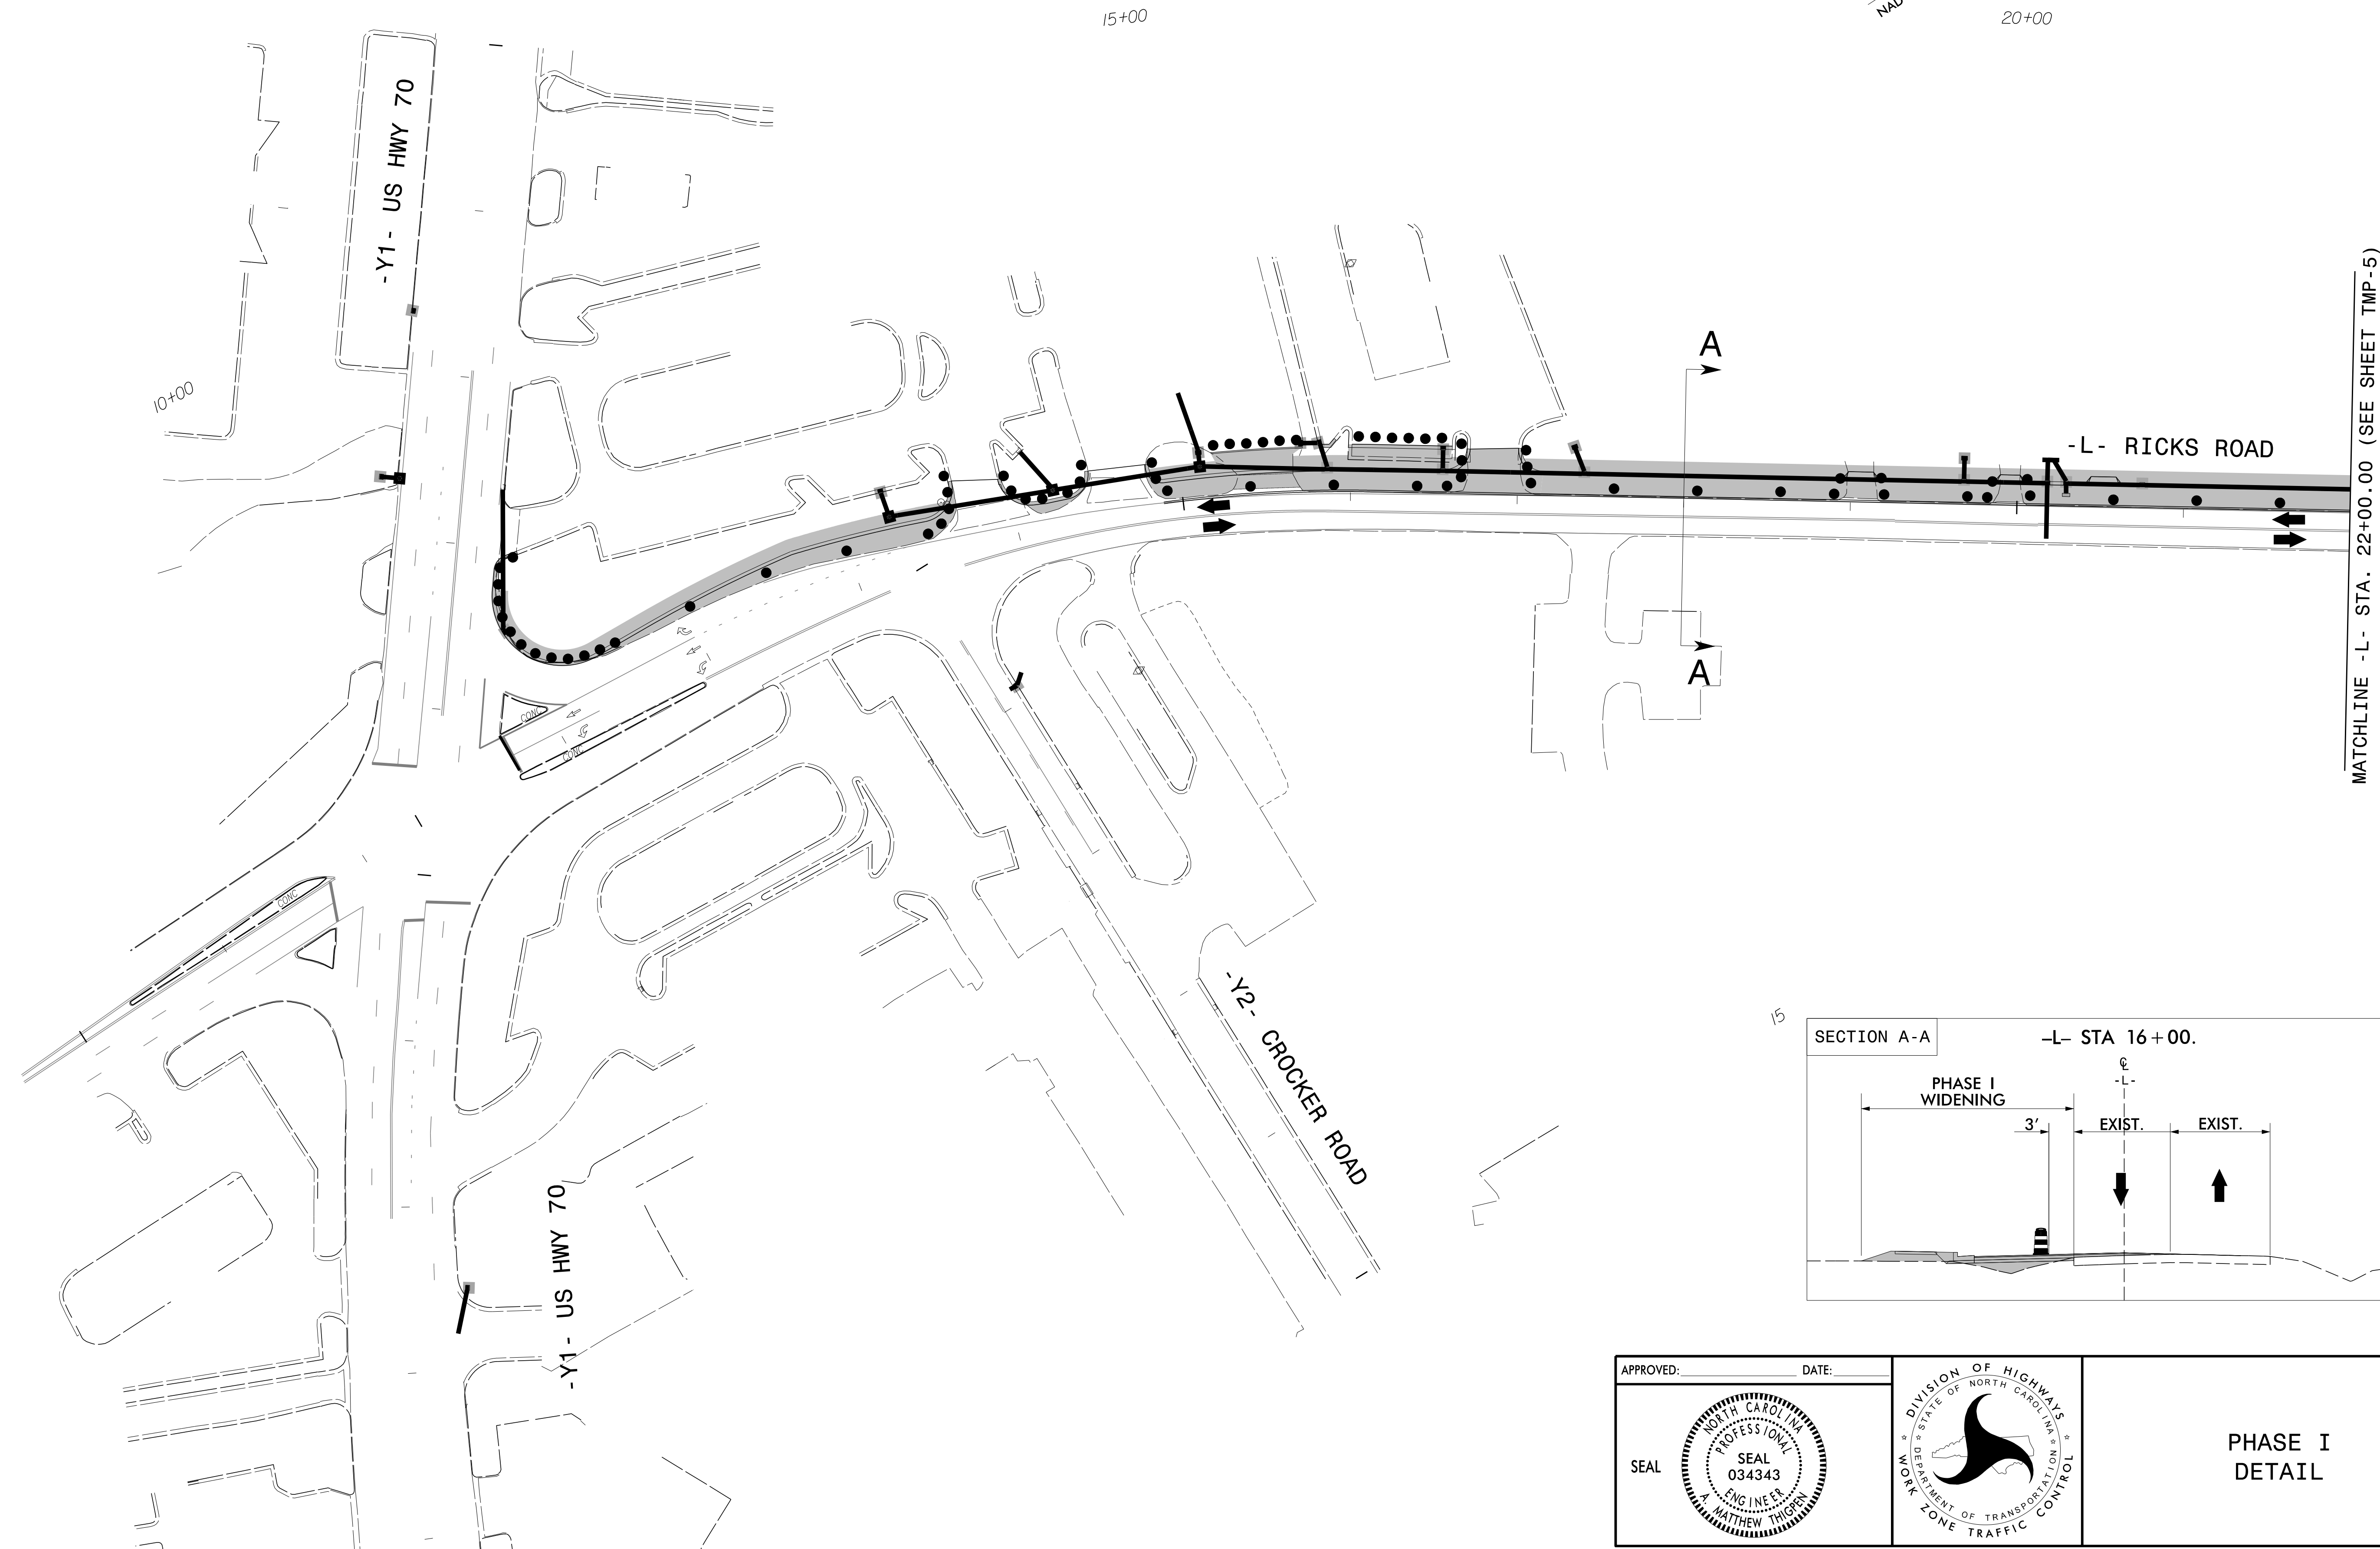 15+00
20+00
NAD
-Y1- US HWY 70
10+00
A
-L- RICKS ROAD
MATCHLINE -L- STA. 22+00.00 (SEE SHEET TMP-5)
A
CONC
CONC
CONC
-Y2- CROCKER ROAD
-Y1- US HWY 70
15
SECTION A-A
-L- STA 16+00.
℄
-L-
PHASE I
WIDENING
3'
EXIST.
EXIST.
APPROVED:
DATE:
SEAL
NORTH CAROLINA
PROFESSIONAL
SEAL
034343
ENGINEER
A. MATTHEW THIGPEN
DIVISION OF HIGHWAYS
STATE OF NORTH CAROLINA
DEPARTMENT OF TRANSPORTATION
WORK ZONE TRAFFIC CONTROL
PHASE I
DETAIL